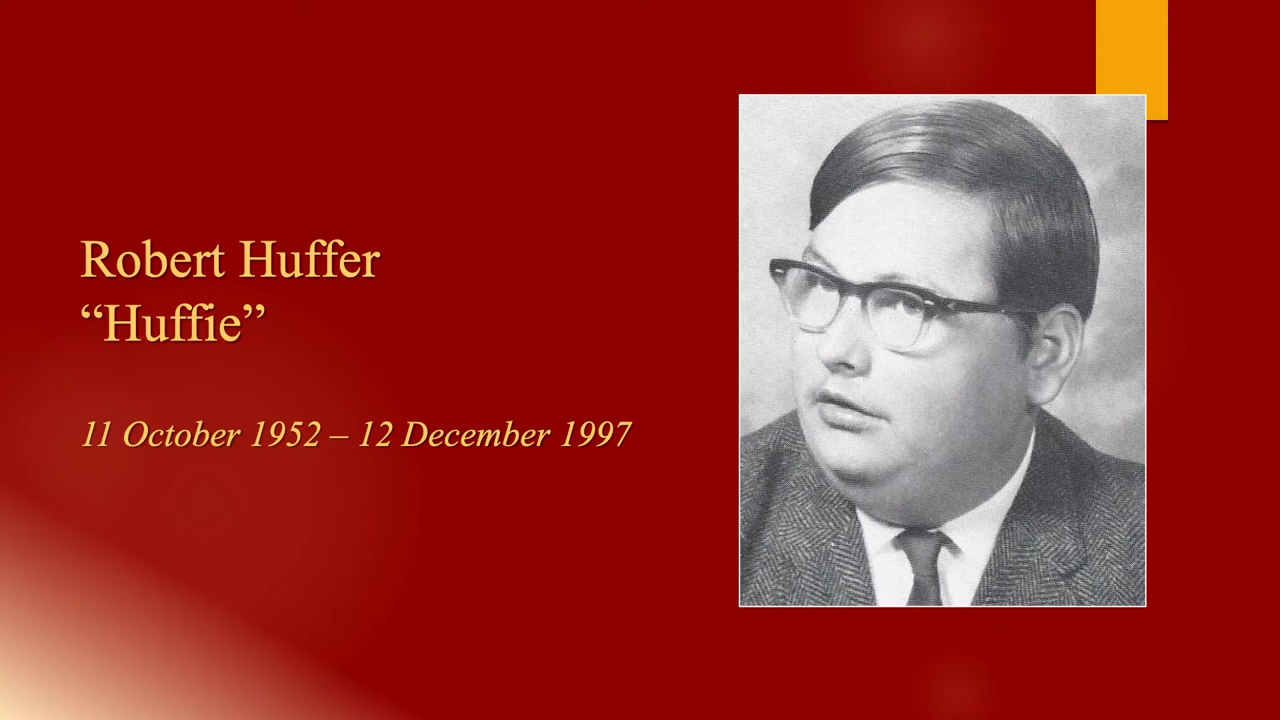 Robert Huffer
“Huffie”
11 October 1952 – 12 December 1997